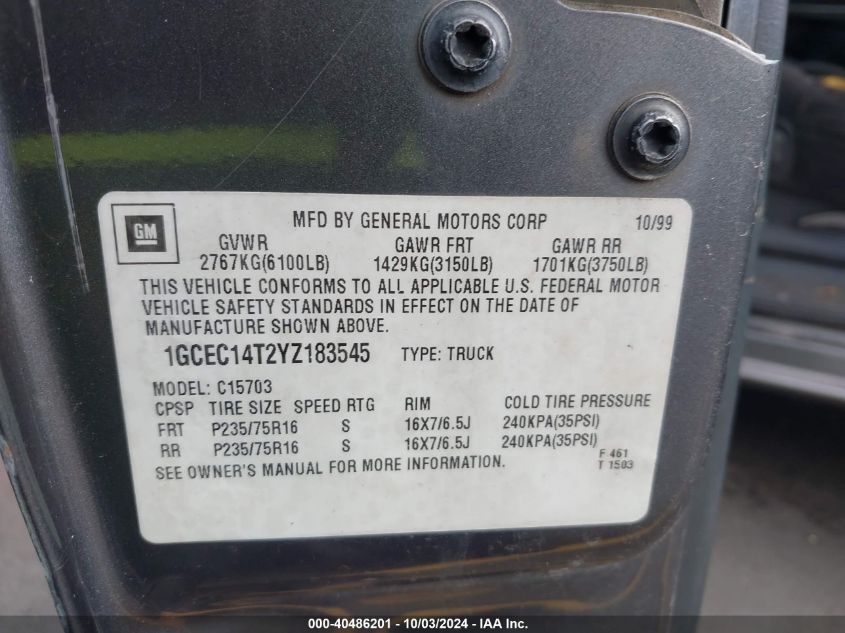 GM
MFD BY GENERAL MOTORS CORP 10/99
GVWR GAWR FRT GAWR RR
2767KG(6100LB) 1429KG(3150LB) 1701KG(3750LB)
THIS VEHICLE CONFORMS TO ALL APPLICABLE U.S. FEDERAL MOTOR
VEHICLE SAFETY STANDARDS IN EFFECT ON THE DATE OF
MANUFACTURE SHOWN ABOVE.
1GCEC14T2YZ183545 TYPE: TRUCK
MODEL: C15703
CPSP TIRE SIZE SPEED RTG RIM COLD TIRE PRESSURE
FRT P235/75R16 S 16X7/6.5J 240KPA(35PSI)
RR P235/75R16 S 16X7/6.5J 240KPA(35PSI)
SEE OWNER'S MANUAL FOR MORE INFORMATION.
F 461
T 1503
000-40486201 - 10/03/2024 - IAA Inc.